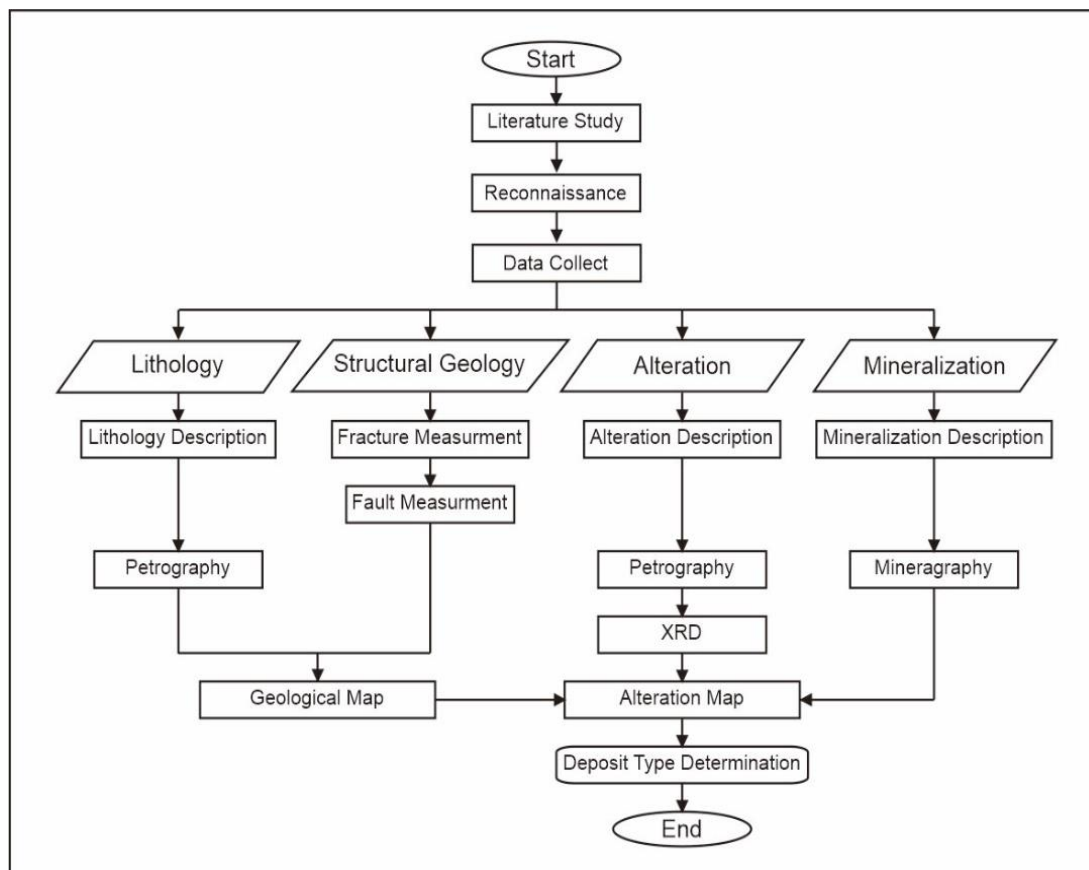 Start
Literature Study
Reconnaissance
Data Collect
Lithology
Structural Geology
Alteration
Mineralization
Lithology Description
Fracture Measurment
Alteration Description
Mineralization Description
Fault Measurment
Petrography
Petrography
Mineragraphy
XRD
Geological Map
Alteration Map
Deposit Type Determination
End